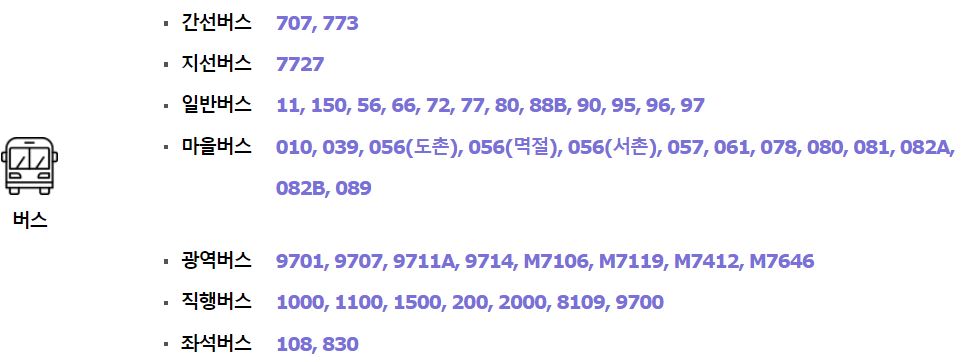 간선버스 707, 773
지선버스 7727
일반버스 11, 150, 56, 66, 72, 77, 80, 88B, 90, 95, 96, 97
마을버스 010, 039, 056(도촌), 056(멱절), 056(서촌), 057, 061, 078, 080, 081, 082A,
082B, 089
버스
광역버스 9701, 9707, 9711A, 9714, M7106, M7119, M7412, M7646
직행버스 1000, 1100, 1500, 200, 2000, 8109, 9700
좌석버스 108, 830